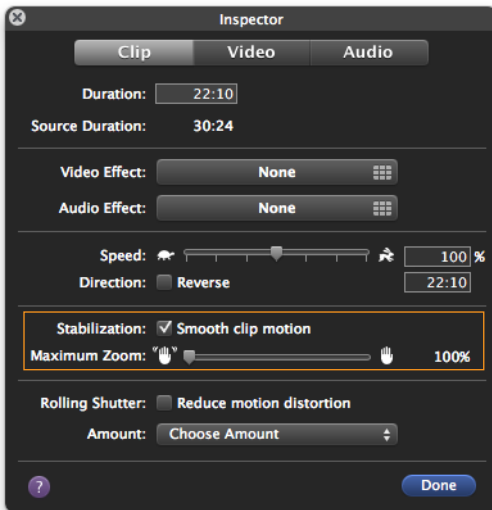 Inspector
Clip Video Audio
Duration: 22:10
Source Duration: 30:24
Video Effect: None
Audio Effect: None
Speed: 100 %
Direction: Reverse 22:10
Stabilization: Smooth clip motion
Maximum Zoom: 100%
Rolling Shutter: Reduce motion distortion
Amount: Choose Amount
? Done